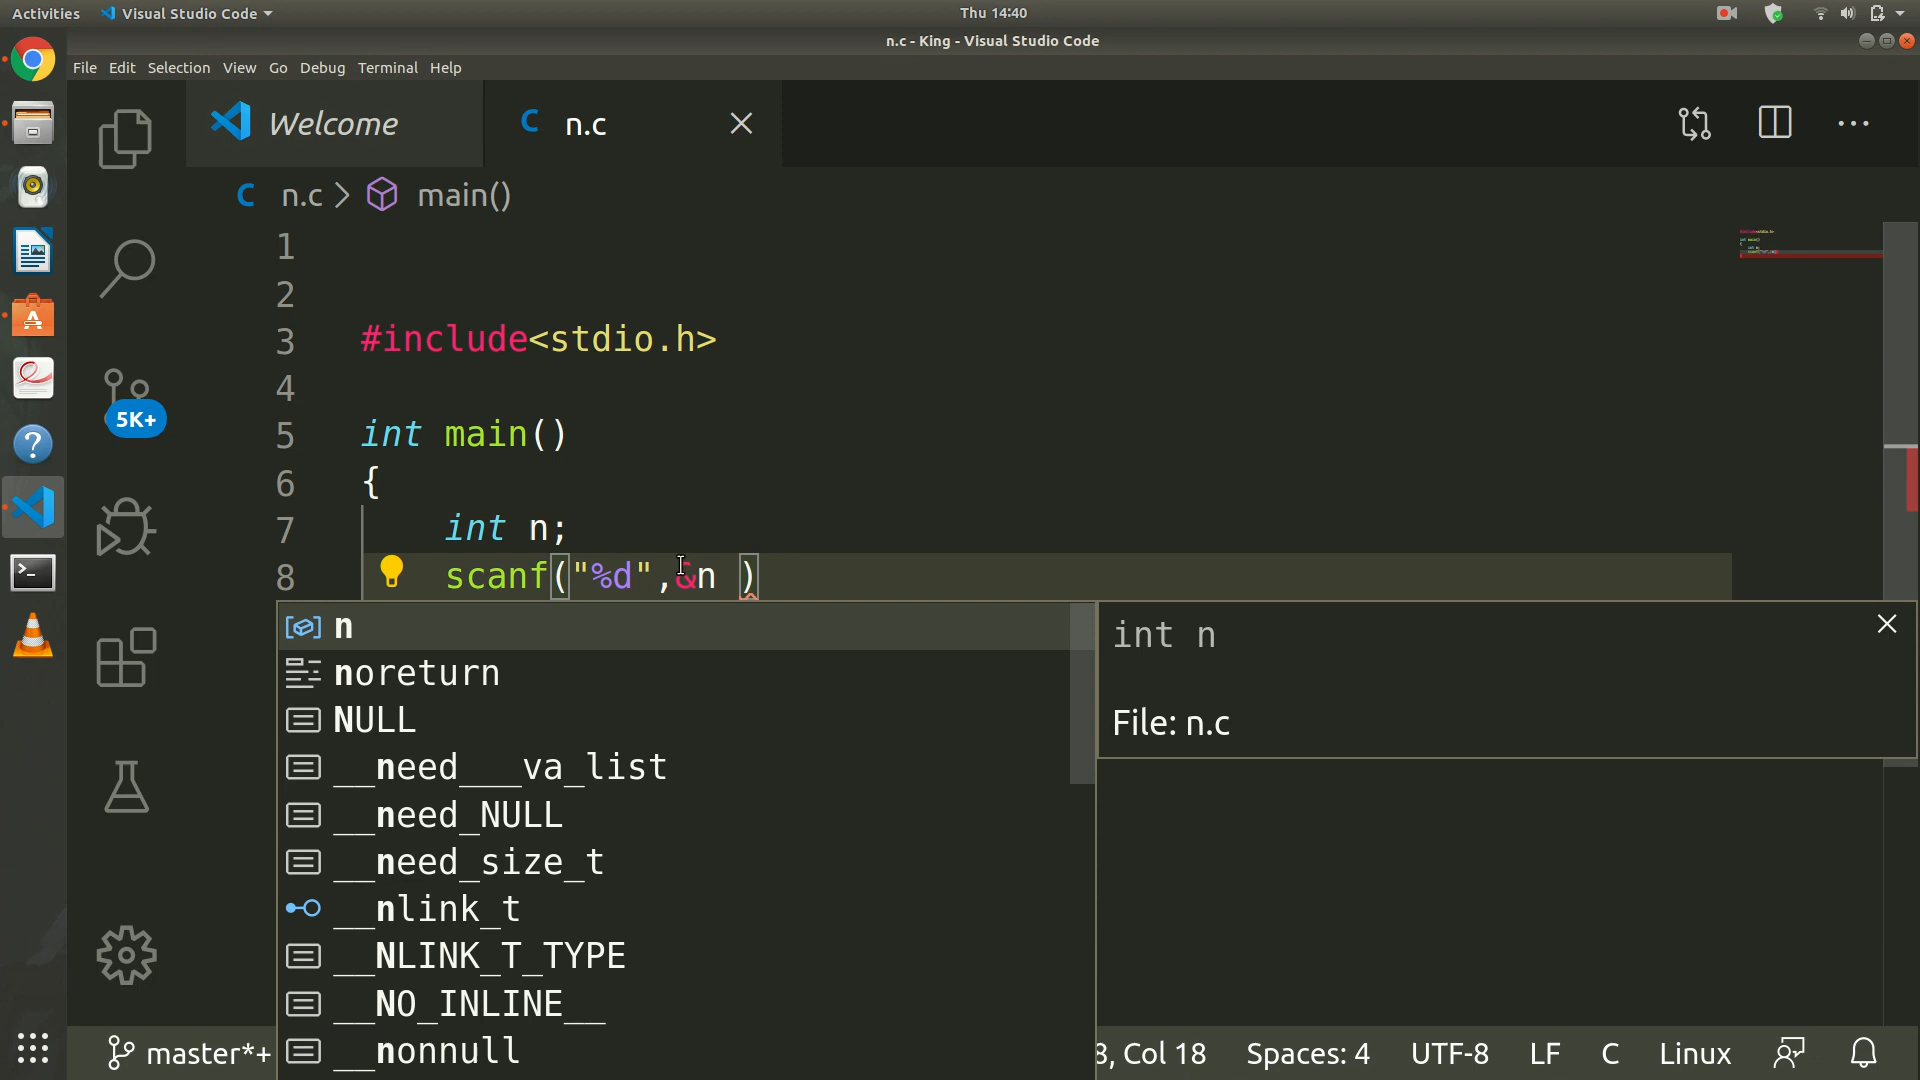 Activities Visual Studio Code Thu 14:40
n.c - King - Visual Studio Code
File Edit Selection View Go Debug Terminal Help
Welcome n.c
n.c > main()
1
2
3 #include<stdio.h>
4
5 int main()
6 {
7 int n;
8 scanf("%d",&n )
n
noreturn
NULL
__need___va_list
__need_NULL
__need_size_t
__nlink_t
__NLINK_T_TYPE
__NO_INLINE__
__nonnull
int n
File: n.c
5K+
master*+ 8, Col 18 Spaces: 4 UTF-8 LF C Linux